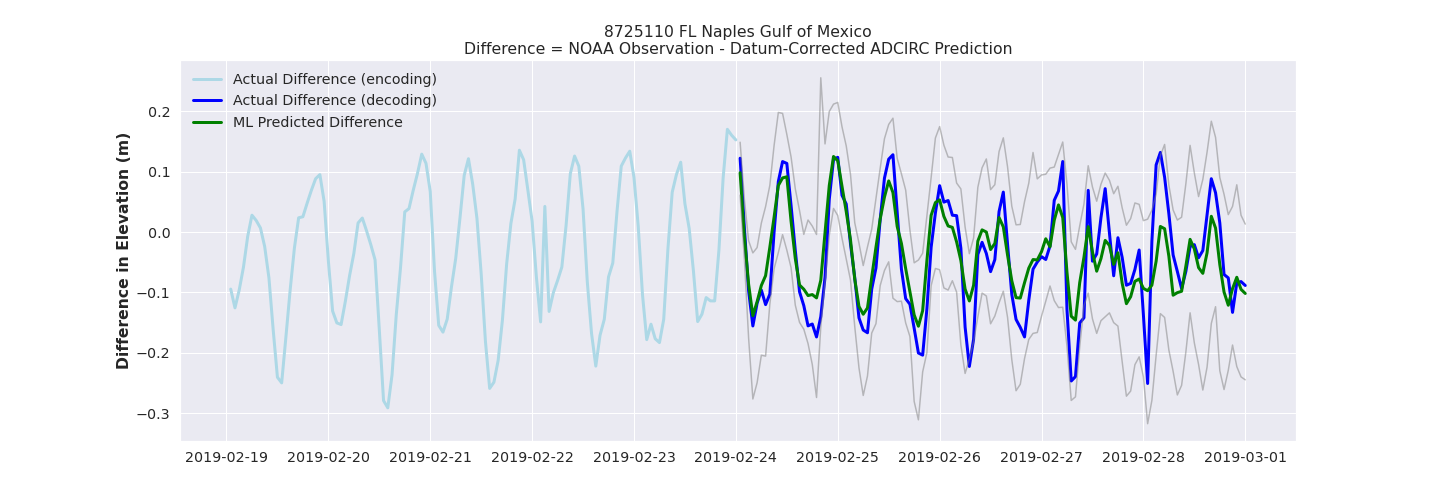 8725110 FL Naples Gulf of Mexico
Difference = NOAA Observation - Datum-Corrected ADCIRC Prediction
Actual Difference (encoding)
Actual Difference (decoding)
ML Predicted Difference
Difference in Elevation (m)
0.2
0.1
0.0
−0.1
−0.2
−0.3
2019-02-19 2019-02-20 2019-02-21 2019-02-22 2019-02-23 2019-02-24 2019-02-25 2019-02-26 2019-02-27 2019-02-28 2019-03-01